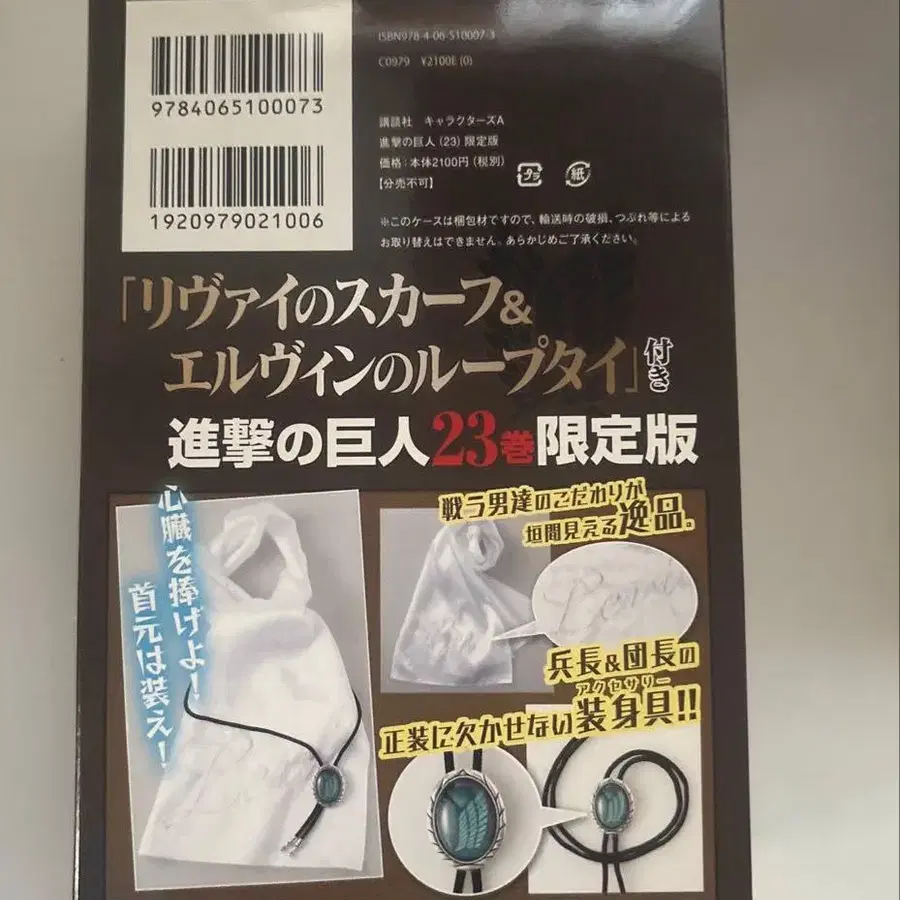 ISBN978-4-06-510007-3
C0979 ¥2100E (0)
9784065100073
1920979021006
講談社 キャラクターズA
進撃の巨人 (23) 限定版
価格:本体2100円 (税別)
【分売不可】
プラ
紙
※このケースは梱包材ですので、輸送時の破損、つぶれ等による
お取り替えはできません。あらかじめご了承ください。
「リヴァイのスカーフ&
エルヴィンのループタイ」付き
進撃の巨人23巻限定版
心臓を捧げよ!
首元は装え!
戦う男達のこだわりが
垣間見える逸品。
兵長&団長の
アクセサリー
正装に欠かせない装身具!!